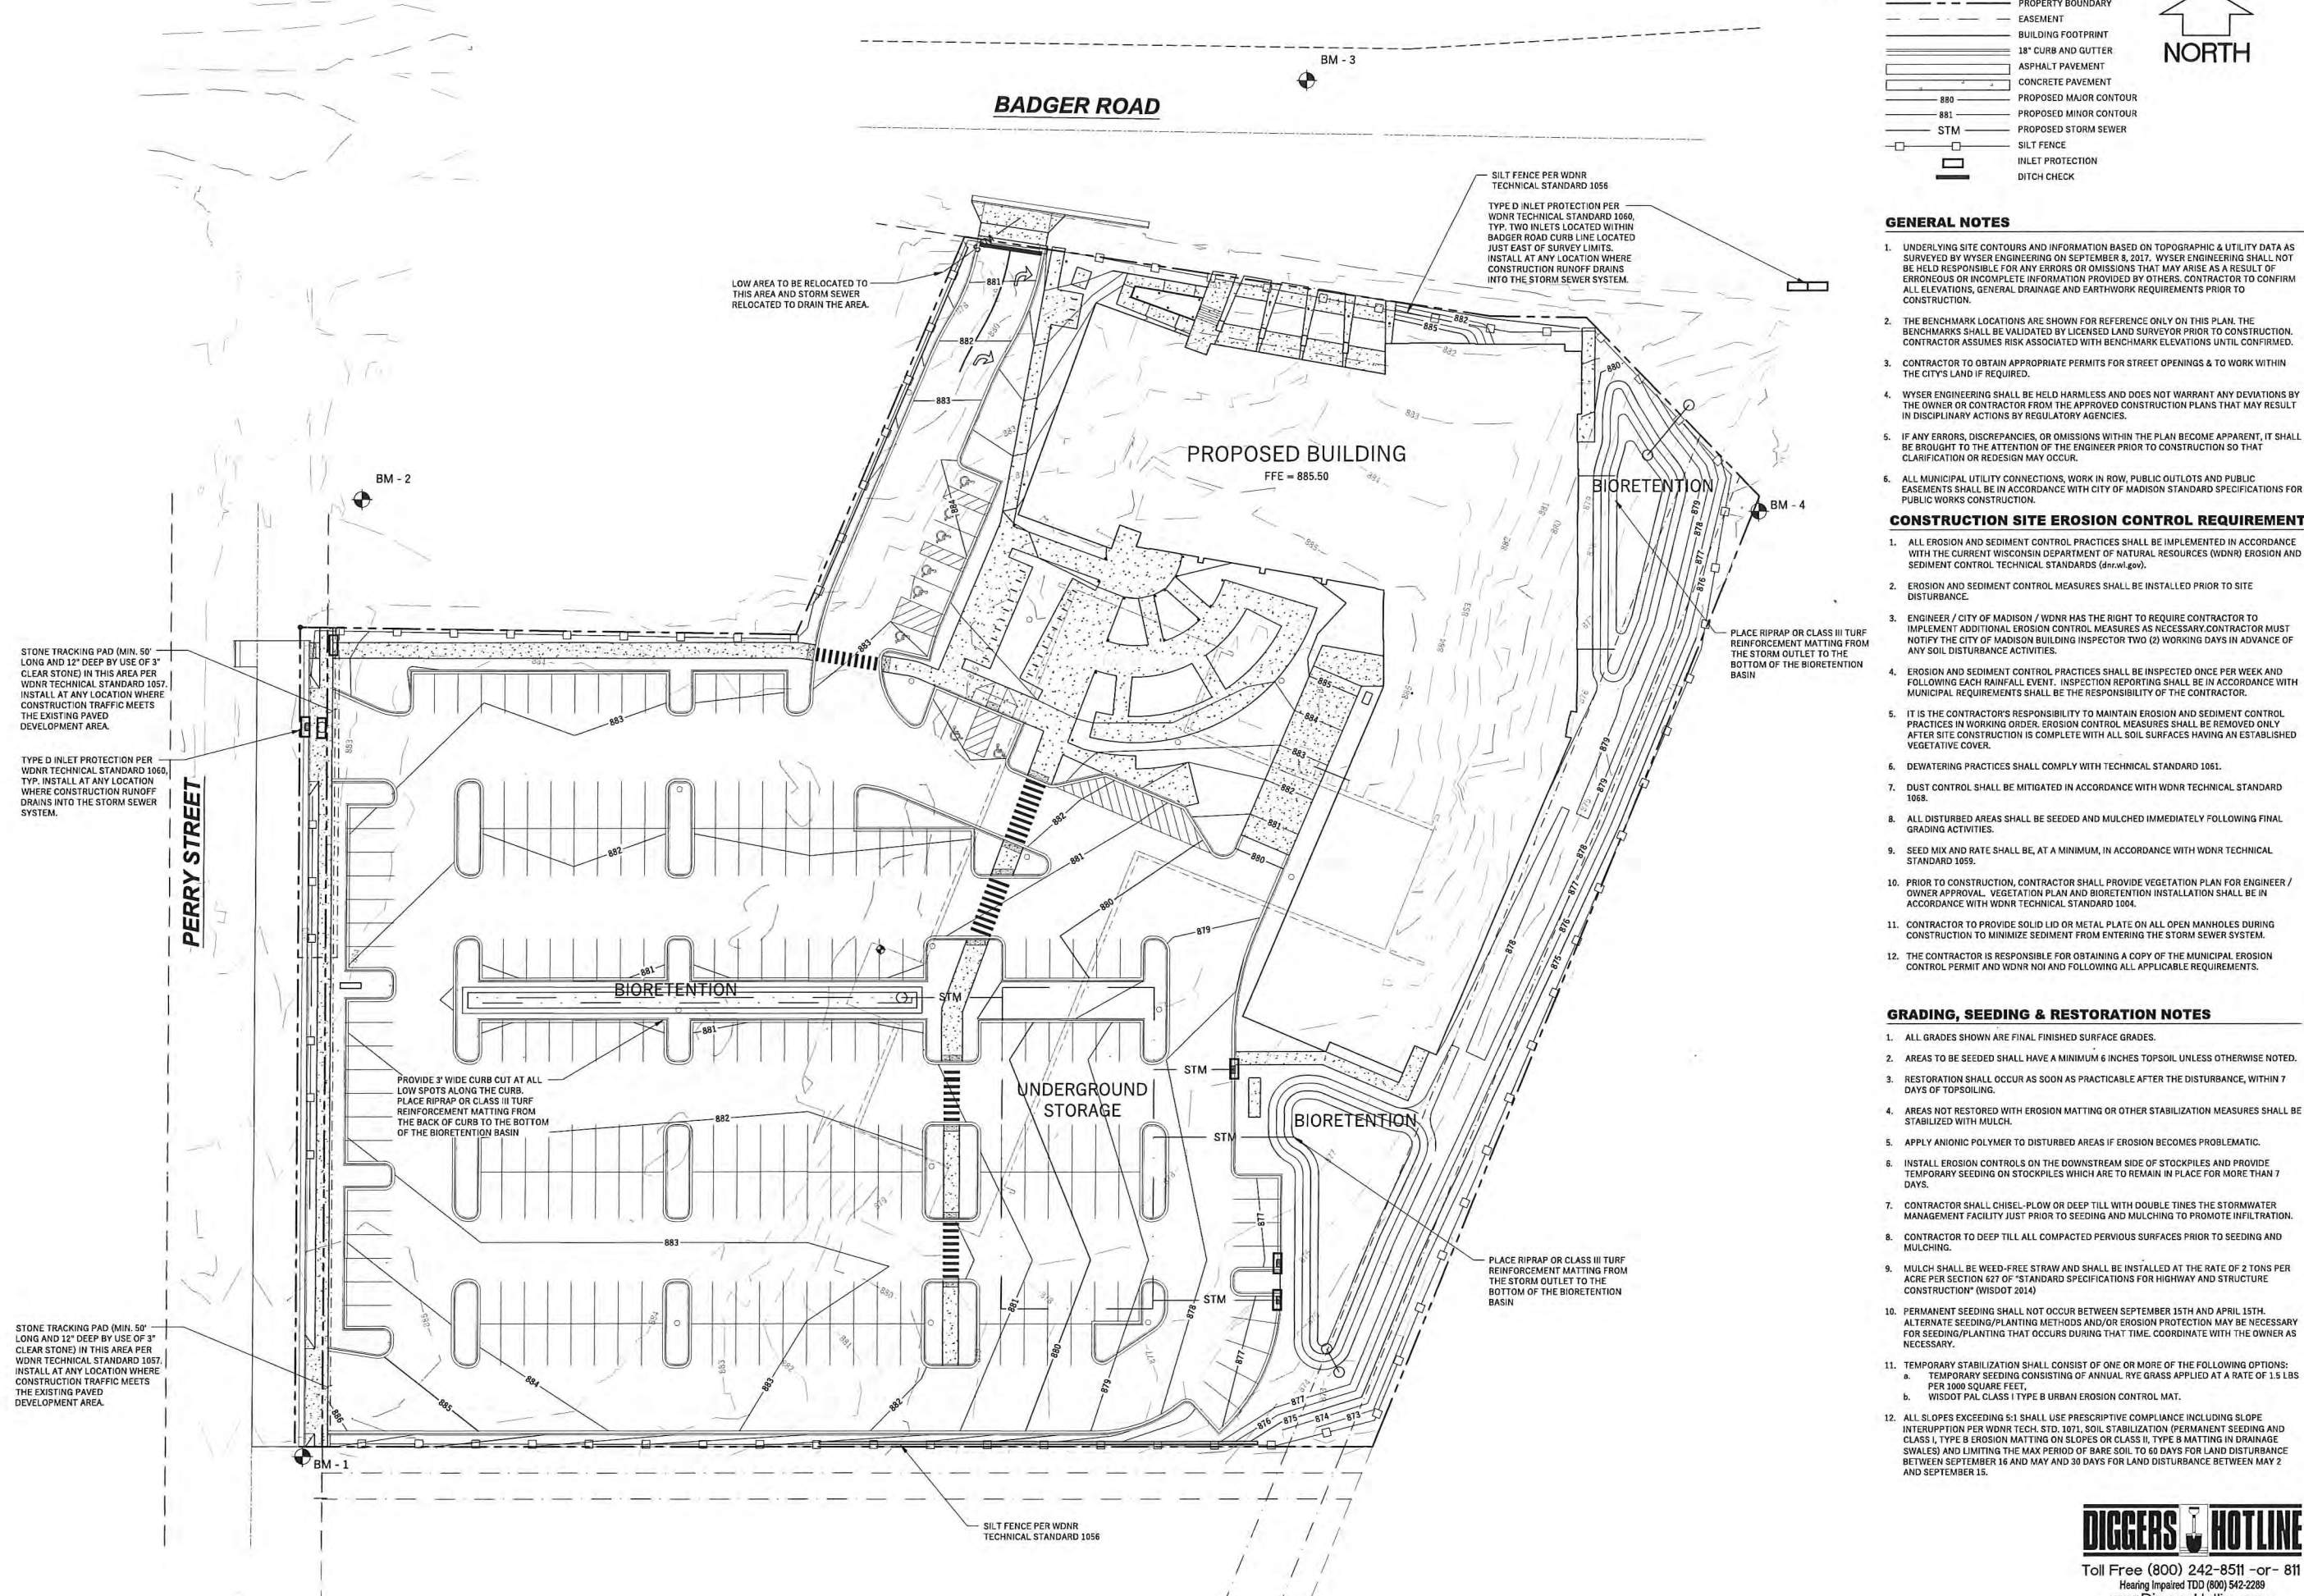 PROPERTY BOUNDARY
EASEMENT
BUILDING FOOTPRINT
18" CURB AND GUTTER
ASPHALT PAVEMENT
CONCRETE PAVEMENT
880 PROPOSED MAJOR CONTOUR
881 PROPOSED MINOR CONTOUR
STM PROPOSED STORM SEWER
SILT FENCE
INLET PROTECTION
DITCH CHECK
NORTH
BM - 3
BADGER ROAD
SILT FENCE PER WDNR
TECHNICAL STANDARD 1056
TYPE D INLET PROTECTION PER
WDNR TECHNICAL STANDARD 1060,
TYP. TWO INLETS LOCATED WITHIN
BADGER ROAD CURB LINE LOCATED
JUST EAST OF SURVEY LIMITS.
INSTALL AT ANY LOCATION WHERE
CONSTRUCTION RUNOFF DRAINS
INTO THE STORM SEWER SYSTEM.
LOW AREA TO BE RELOCATED TO
THIS AREA AND STORM SEWER
RELOCATED TO DRAIN THE AREA.
881
882
883
884
885
882
880
PROPOSED BUILDING
FFE = 885.50
BIORETENTION
879
878
877
876
BM - 2
BM - 4
PLACE RIPRAP OR CLASS III TURF
REINFORCEMENT MATTING FROM
THE STORM OUTLET TO THE
BOTTOM OF THE BIORETENTION
BASIN
STONE TRACKING PAD (MIN. 50'
LONG AND 12" DEEP BY USE OF 3"
CLEAR STONE) IN THIS AREA PER
WDNR TECHNICAL STANDARD 1057.
INSTALL AT ANY LOCATION WHERE
CONSTRUCTION TRAFFIC MEETS
THE EXISTING PAVED
DEVELOPMENT AREA.
TYPE D INLET PROTECTION PER
WDNR TECHNICAL STANDARD 1060,
TYP. INSTALL AT ANY LOCATION
WHERE CONSTRUCTION RUNOFF
DRAINS INTO THE STORM SEWER
SYSTEM.
PERRY STREET
883
883
882
882
881
880
879
885
884
883
882
881
880
879
879
878
877
876
878
875
881
BIORETENTION
STM
881
PROVIDE 3' WIDE CURB CUT AT ALL
LOW SPOTS ALONG THE CURB.
PLACE RIPRAP OR CLASS III TURF
REINFORCEMENT MATTING FROM
THE BACK OF CURB TO THE BOTTOM
OF THE BIORETENTION BASIN
882
UNDERGROUND
STORAGE
STM
BIORETENTION
STM
877
883
PLACE RIPRAP OR CLASS III TURF
REINFORCEMENT MATTING FROM
THE STORM OUTLET TO THE
BOTTOM OF THE BIORETENTION
BASIN
STM
881
878
880
877
STONE TRACKING PAD (MIN. 50'
LONG AND 12" DEEP BY USE OF 3"
CLEAR STONE) IN THIS AREA PER
WDNR TECHNICAL STANDARD 1057.
INSTALL AT ANY LOCATION WHERE
CONSTRUCTION TRAFFIC MEETS
THE EXISTING PAVED
DEVELOPMENT AREA.
886
885
884
883
882
879
877
876
875
874
873
BM - 1
SILT FENCE PER WDNR
TECHNICAL STANDARD 1056
GENERAL NOTES
1. UNDERLYING SITE CONTOURS AND INFORMATION BASED ON TOPOGRAPHIC & UTILITY DATA AS
SURVEYED BY WYSER ENGINEERING ON SEPTEMBER 8, 2017. WYSER ENGINEERING SHALL NOT
BE HELD RESPONSIBLE FOR ANY ERRORS OR OMISSIONS THAT MAY ARISE AS A RESULT OF
ERRONEOUS OR INCOMPLETE INFORMATION PROVIDED BY OTHERS. CONTRACTOR TO CONFIRM
ALL ELEVATIONS, GENERAL DRAINAGE AND EARTHWORK REQUIREMENTS PRIOR TO
CONSTRUCTION.
2. THE BENCHMARK LOCATIONS ARE SHOWN FOR REFERENCE ONLY ON THIS PLAN. THE
BENCHMARKS SHALL BE VALIDATED BY LICENSED LAND SURVEYOR PRIOR TO CONSTRUCTION.
CONTRACTOR ASSUMES RISK ASSOCIATED WITH BENCHMARK ELEVATIONS UNTIL CONFIRMED.
3. CONTRACTOR TO OBTAIN APPROPRIATE PERMITS FOR STREET OPENINGS & TO WORK WITHIN
THE CITY'S LAND IF REQUIRED.
4. WYSER ENGINEERING SHALL BE HELD HARMLESS AND DOES NOT WARRANT ANY DEVIATIONS BY
THE OWNER OR CONTRACTOR FROM THE APPROVED CONSTRUCTION PLANS THAT MAY RESULT
IN DISCIPLINARY ACTIONS BY REGULATORY AGENCIES.
5. IF ANY ERRORS, DISCREPANCIES, OR OMISSIONS WITHIN THE PLAN BECOME APPARENT, IT SHALL
BE BROUGHT TO THE ATTENTION OF THE ENGINEER PRIOR TO CONSTRUCTION SO THAT
CLARIFICATION OR REDESIGN MAY OCCUR.
6. ALL MUNICIPAL UTILITY CONNECTIONS, WORK IN ROW, PUBLIC OUTLOTS AND PUBLIC
EASEMENTS SHALL BE IN ACCORDANCE WITH CITY OF MADISON STANDARD SPECIFICATIONS FOR
PUBLIC WORKS CONSTRUCTION.
CONSTRUCTION SITE EROSION CONTROL REQUIREMENT
1. ALL EROSION AND SEDIMENT CONTROL PRACTICES SHALL BE IMPLEMENTED IN ACCORDANCE
WITH THE CURRENT WISCONSIN DEPARTMENT OF NATURAL RESOURCES (WDNR) EROSION AND
SEDIMENT CONTROL TECHNICAL STANDARDS (dnr.wi.gov).
2. EROSION AND SEDIMENT CONTROL MEASURES SHALL BE INSTALLED PRIOR TO SITE
DISTURBANCE.
3. ENGINEER / CITY OF MADISON / WDNR HAS THE RIGHT TO REQUIRE CONTRACTOR TO
IMPLEMENT ADDITIONAL EROSION CONTROL MEASURES AS NECESSARY.CONTRACTOR MUST
NOTIFY THE CITY OF MADISON BUILDING INSPECTOR TWO (2) WORKING DAYS IN ADVANCE OF
ANY SOIL DISTURBANCE ACTIVITIES.
4. EROSION AND SEDIMENT CONTROL PRACTICES SHALL BE INSPECTED ONCE PER WEEK AND
FOLLOWING EACH RAINFALL EVENT. INSPECTION REPORTING SHALL BE IN ACCORDANCE WITH
MUNICIPAL REQUIREMENTS SHALL BE THE RESPONSIBILITY OF THE CONTRACTOR.
5. IT IS THE CONTRACTOR'S RESPONSIBILITY TO MAINTAIN EROSION AND SEDIMENT CONTROL
PRACTICES IN WORKING ORDER. EROSION CONTROL MEASURES SHALL BE REMOVED ONLY
AFTER SITE CONSTRUCTION IS COMPLETE WITH ALL SOIL SURFACES HAVING AN ESTABLISHED
VEGETATIVE COVER.
6. DEWATERING PRACTICES SHALL COMPLY WITH TECHNICAL STANDARD 1061.
7. DUST CONTROL SHALL BE MITIGATED IN ACCORDANCE WITH WDNR TECHNICAL STANDARD
1068.
8. ALL DISTURBED AREAS SHALL BE SEEDED AND MULCHED IMMEDIATELY FOLLOWING FINAL
GRADING ACTIVITIES.
9. SEED MIX AND RATE SHALL BE, AT A MINIMUM, IN ACCORDANCE WITH WDNR TECHNICAL
STANDARD 1059.
10. PRIOR TO CONSTRUCTION, CONTRACTOR SHALL PROVIDE VEGETATION PLAN FOR ENGINEER /
OWNER APPROVAL. VEGETATION PLAN AND BIORETENTION INSTALLATION SHALL BE IN
ACCORDANCE WITH WDNR TECHNICAL STANDARD 1004.
11. CONTRACTOR TO PROVIDE SOLID LID OR METAL PLATE ON ALL OPEN MANHOLES DURING
CONSTRUCTION TO MINIMIZE SEDIMENT FROM ENTERING THE STORM SEWER SYSTEM.
12. THE CONTRACTOR IS RESPONSIBLE FOR OBTAINING A COPY OF THE MUNICIPAL EROSION
CONTROL PERMIT AND WDNR NOI AND FOLLOWING ALL APPLICABLE REQUIREMENTS.
GRADING, SEEDING & RESTORATION NOTES
1. ALL GRADES SHOWN ARE FINAL FINISHED SURFACE GRADES.
2. AREAS TO BE SEEDED SHALL HAVE A MINIMUM 6 INCHES TOPSOIL UNLESS OTHERWISE NOTED.
3. RESTORATION SHALL OCCUR AS SOON AS PRACTICABLE AFTER THE DISTURBANCE, WITHIN 7
DAYS OF TOPSOILING.
4. AREAS NOT RESTORED WITH EROSION MATTING OR OTHER STABILIZATION MEASURES SHALL BE
STABILIZED WITH MULCH.
5. APPLY ANIONIC POLYMER TO DISTURBED AREAS IF EROSION BECOMES PROBLEMATIC.
6. INSTALL EROSION CONTROLS ON THE DOWNSTREAM SIDE OF STOCKPILES AND PROVIDE
TEMPORARY SEEDING ON STOCKPILES WHICH ARE TO REMAIN IN PLACE FOR MORE THAN 7
DAYS.
7. CONTRACTOR SHALL CHISEL-PLOW OR DEEP TILL WITH DOUBLE TINES THE STORMWATER
MANAGEMENT FACILITY JUST PRIOR TO SEEDING AND MULCHING TO PROMOTE INFILTRATION.
8. CONTRACTOR TO DEEP TILL ALL COMPACTED PERVIOUS SURFACES PRIOR TO SEEDING AND
MULCHING.
9. MULCH SHALL BE WEED-FREE STRAW AND SHALL BE INSTALLED AT THE RATE OF 2 TONS PER
ACRE PER SECTION 627 OF "STANDARD SPECIFICATIONS FOR HIGHWAY AND STRUCTURE
CONSTRUCTION" (WISDOT 2014)
10. PERMANENT SEEDING SHALL NOT OCCUR BETWEEN SEPTEMBER 15TH AND APRIL 15TH.
ALTERNATE SEEDING/PLANTING METHODS AND/OR EROSION PROTECTION MAY BE NECESSARY
FOR SEEDING/PLANTING THAT OCCURS DURING THAT TIME. COORDINATE WITH THE OWNER AS
NECESSARY.
11. TEMPORARY STABILIZATION SHALL CONSIST OF ONE OR MORE OF THE FOLLOWING OPTIONS:
a. TEMPORARY SEEDING CONSISTING OF ANNUAL RYE GRASS APPLIED AT A RATE OF 1.5 LBS
PER 1000 SQUARE FEET,
b. WISDOT PAL CLASS I TYPE B URBAN EROSION CONTROL MAT.
12. ALL SLOPES EXCEEDING 5:1 SHALL USE PRESCRIPTIVE COMPLIANCE INCLUDING SLOPE
INTERUPPTION PER WDNR TECH. STD. 1071, SOIL STABILIZATION (PERMANENT SEEDING AND
CLASS I, TYPE B EROSION MATTING ON SLOPES OR CLASS II, TYPE B MATTING IN DRAINAGE
SWALES) AND LIMITING THE MAX PERIOD OF BARE SOIL TO 60 DAYS FOR LAND DISTURBANCE
BETWEEN SEPTEMBER 16 AND MAY AND 30 DAYS FOR LAND DISTURBANCE BETWEEN MAY 2
AND SEPTEMBER 15.
DIGGERS HOTLINE
Toll Free (800) 242-8511 -or- 811
Hearing Impaired TDD (800) 542-2289